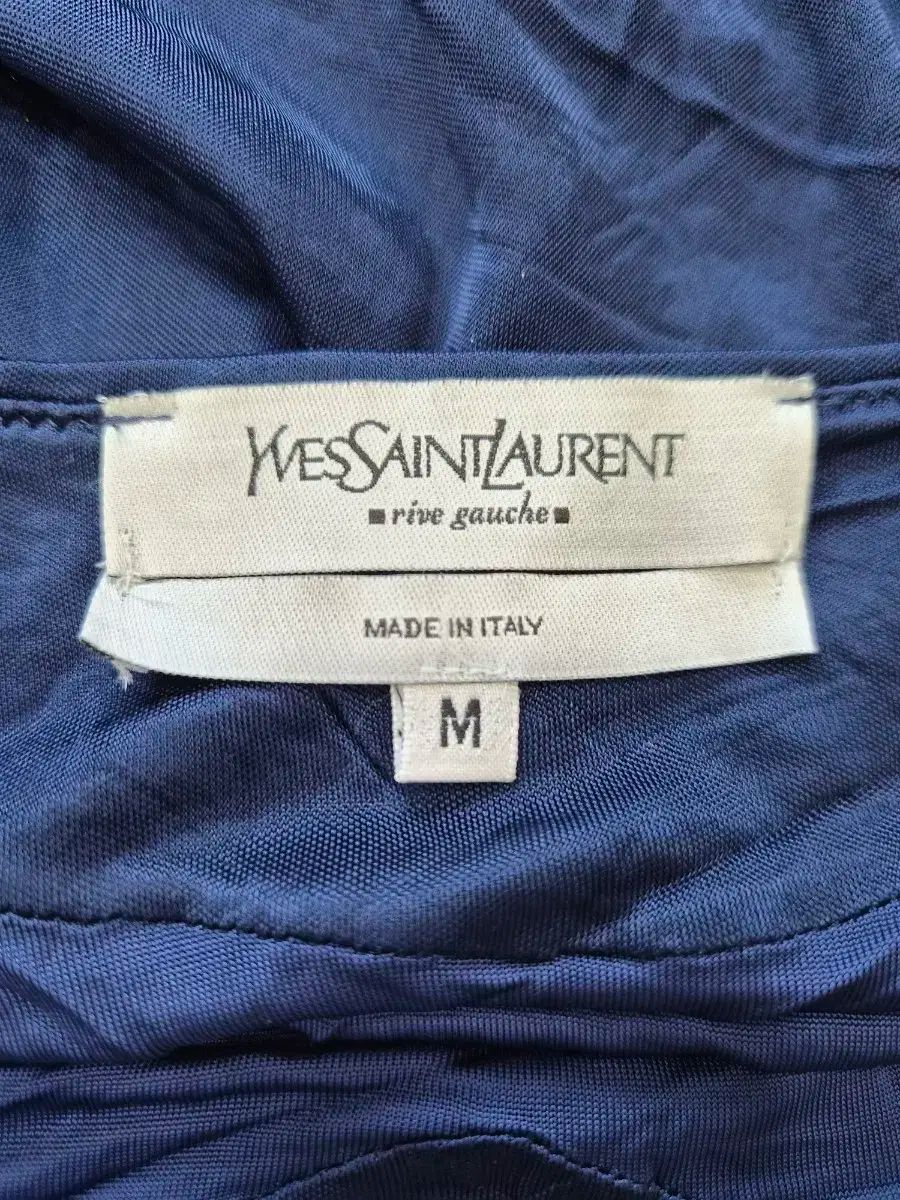 YVESSAINTLAURENT
rive gauche
MADE IN ITALY
M